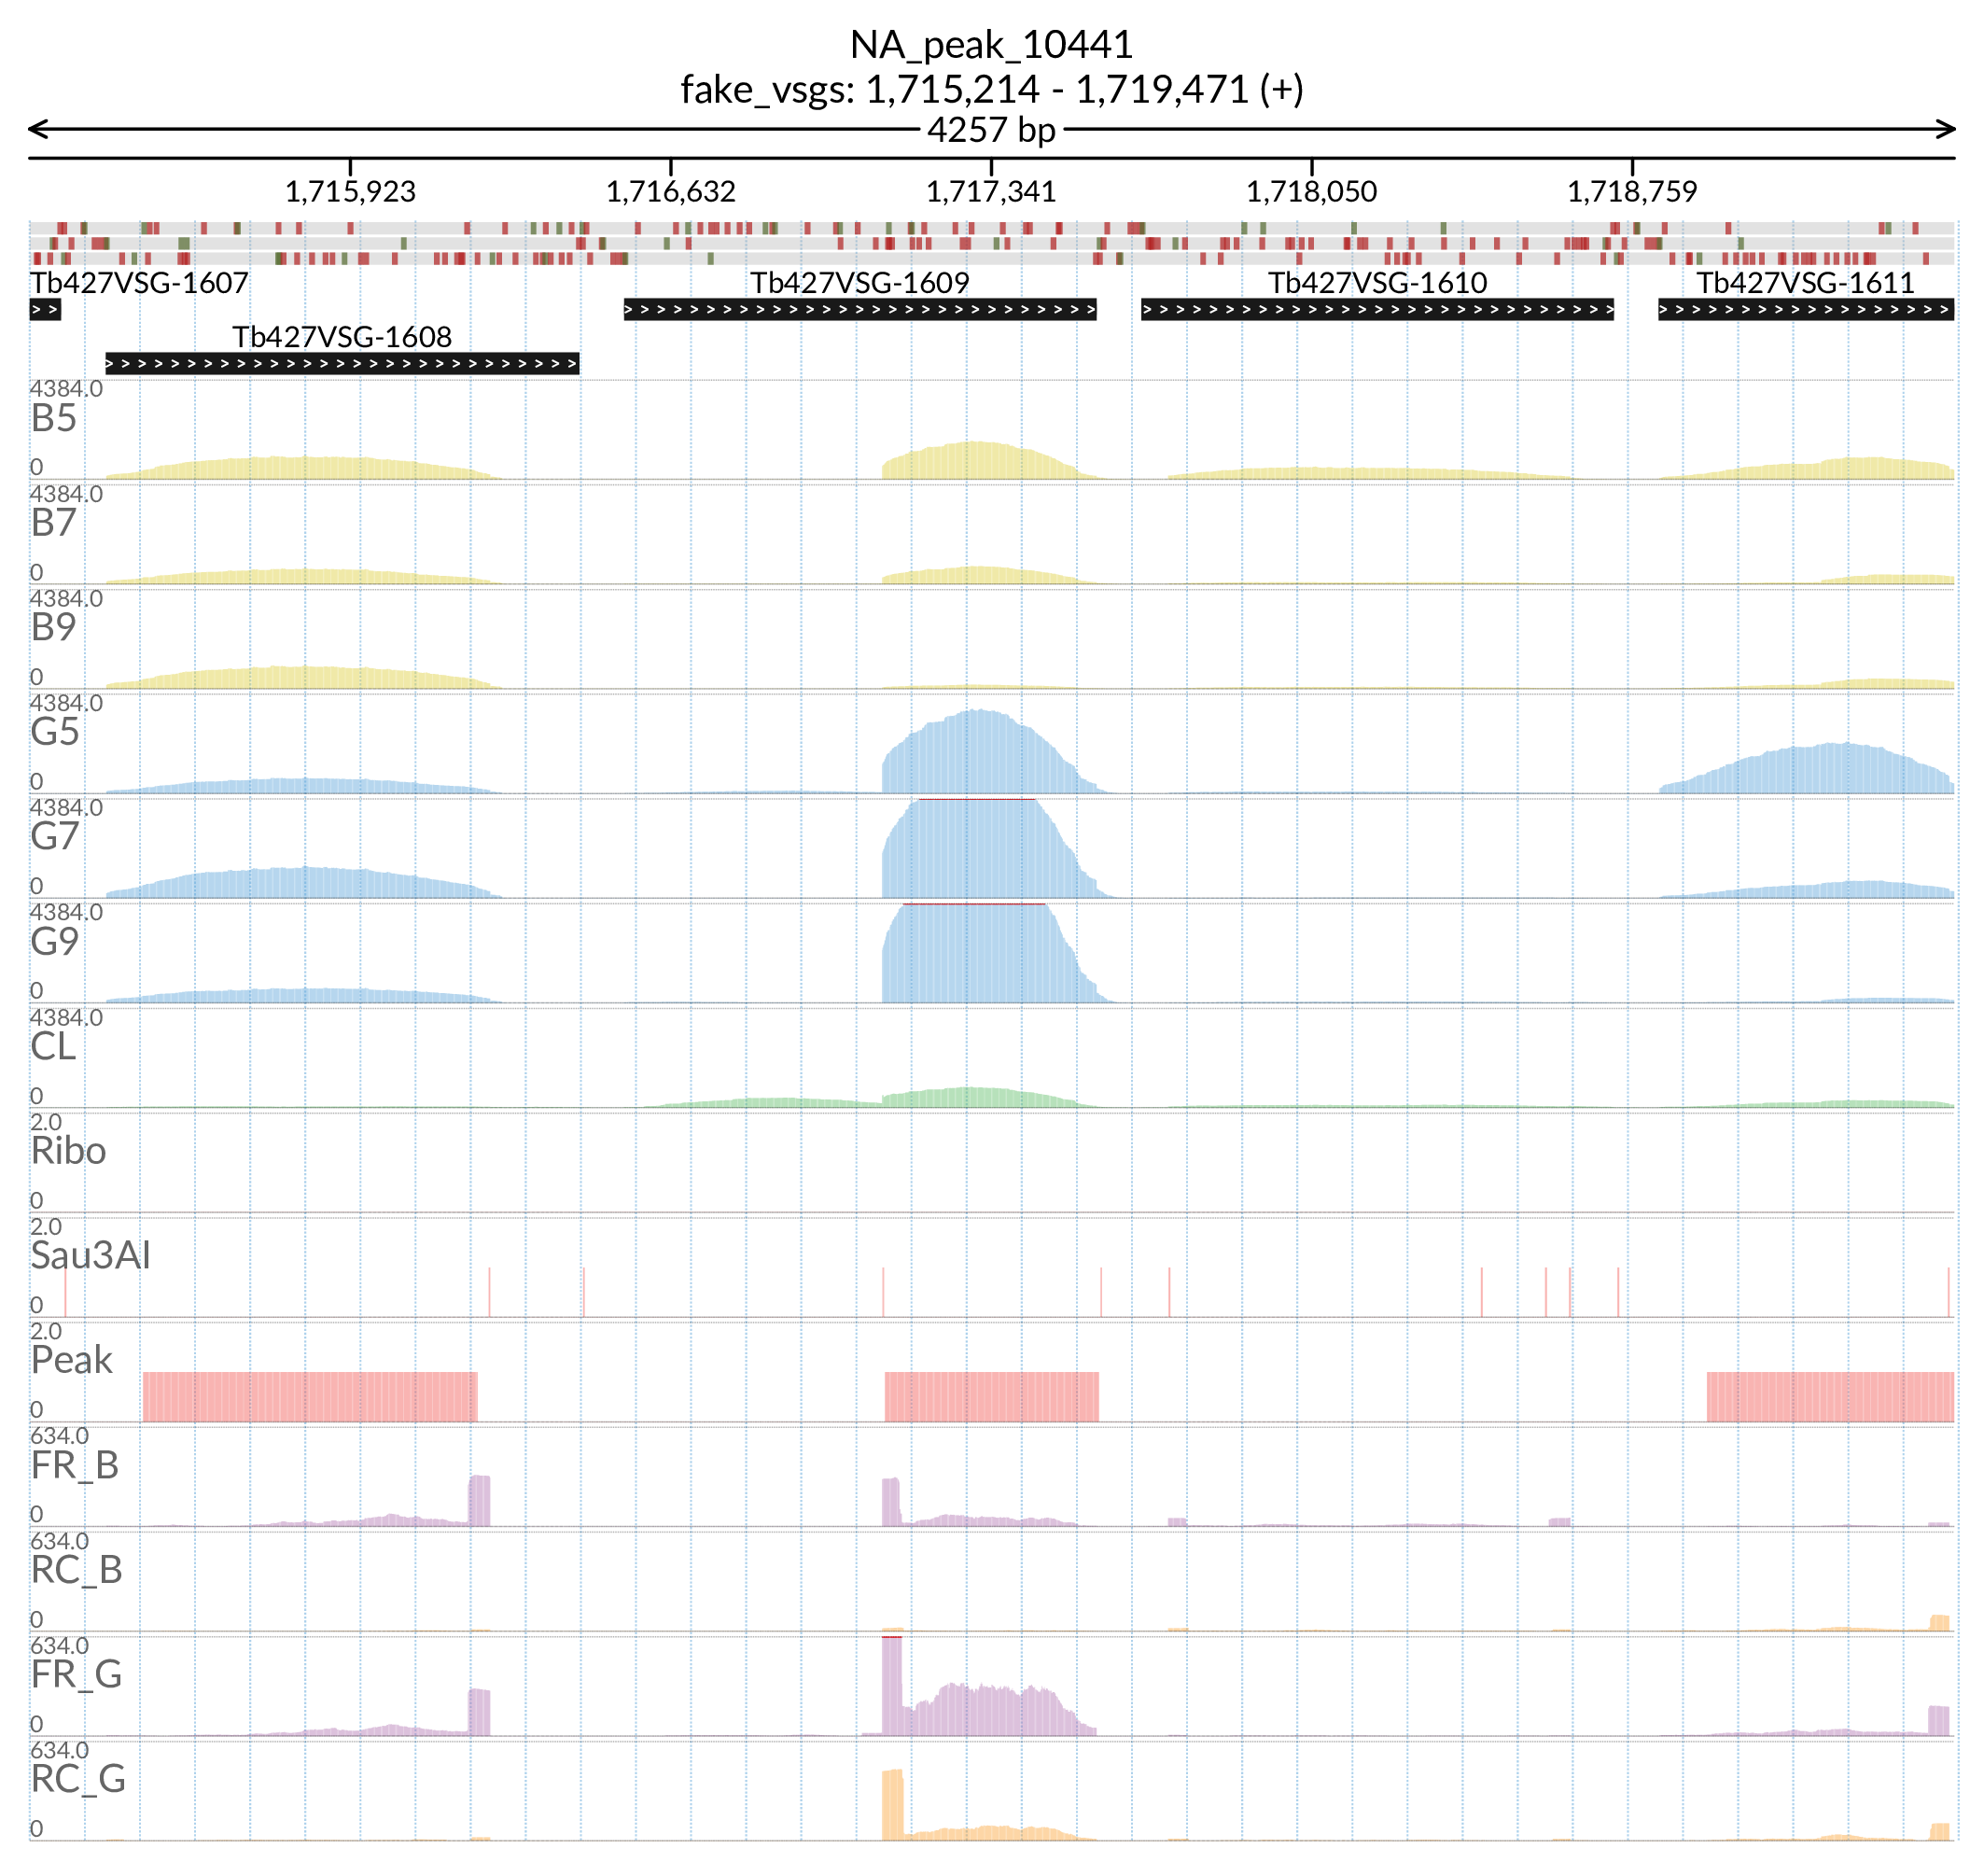 NA_peak_10441
fake_vsgs: 1,715,214 - 1,719,471 (+)
4257 bp
1,715,923 1,716,632 1,717,341 1,718,050 1,718,759
Tb427VSG-1607 Tb427VSG-1609 Tb427VSG-1610 Tb427VSG-1611
Tb427VSG-1608
4384.0
B5
0
4384.0
B7
0
4384.0
B9
0
4384.0
G5
0
4384.0
G7
0
4384.0
G9
0
4384.0
CL
0
2.0
Ribo
0
2.0
Sau3AI
0
2.0
Peak
0
634.0
FR_B
0
634.0
RC_B
0
634.0
FR_G
0
634.0
RC_G
0